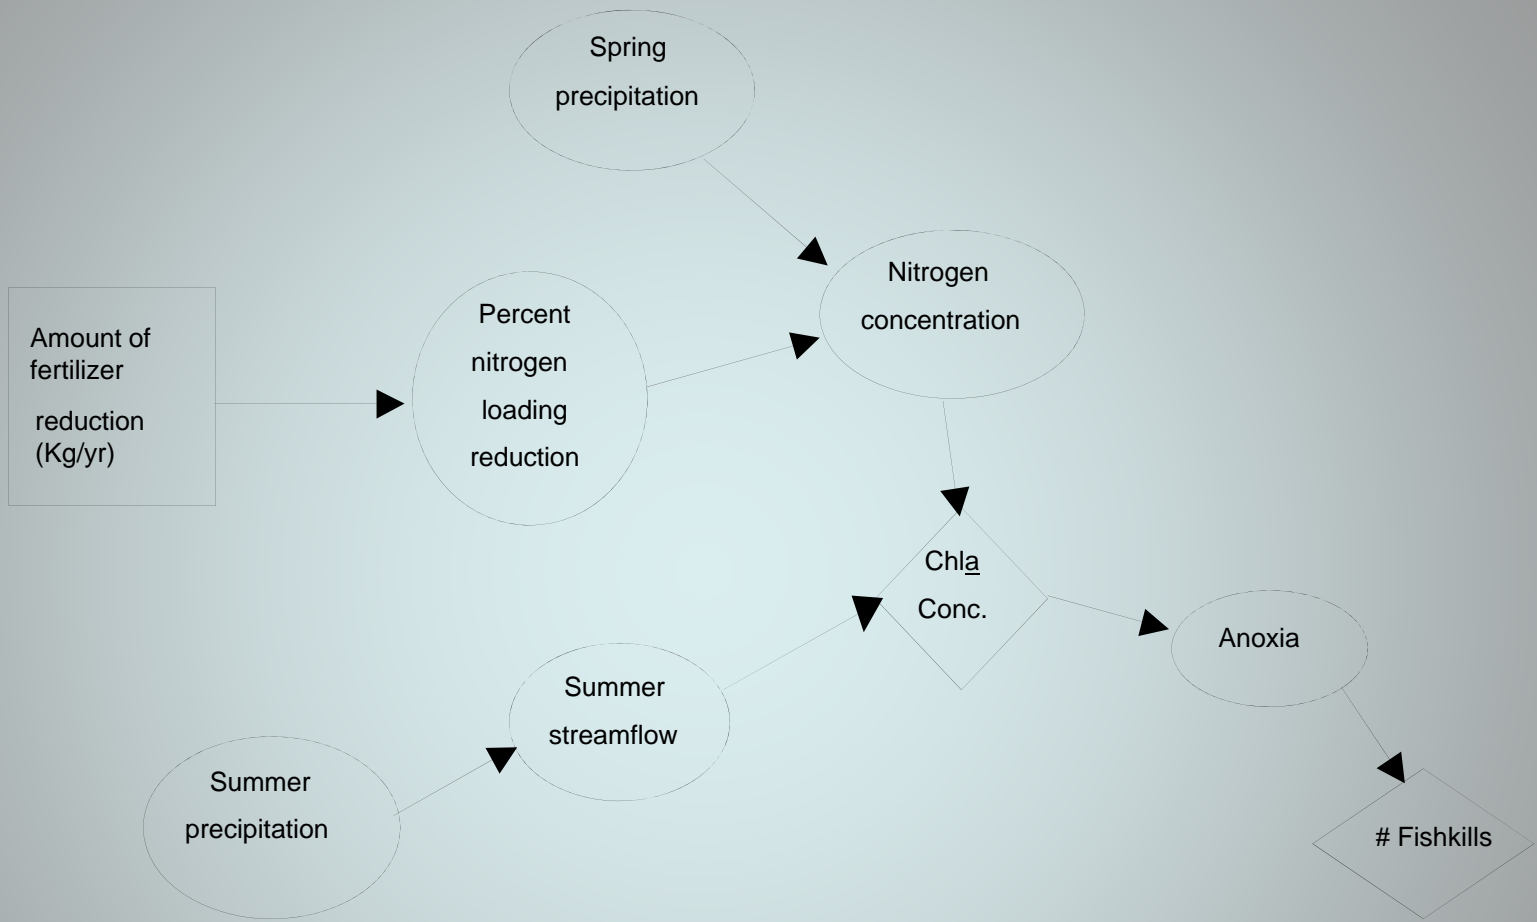 Spring
precipitation
Nitrogen
concentration
Percent
nitrogen
loading
reduction
Amount of
fertilizer
reduction
(Kg/yr)
Chla
Conc.
Anoxia
Summer
streamflow
Summer
precipitation
# Fishkills